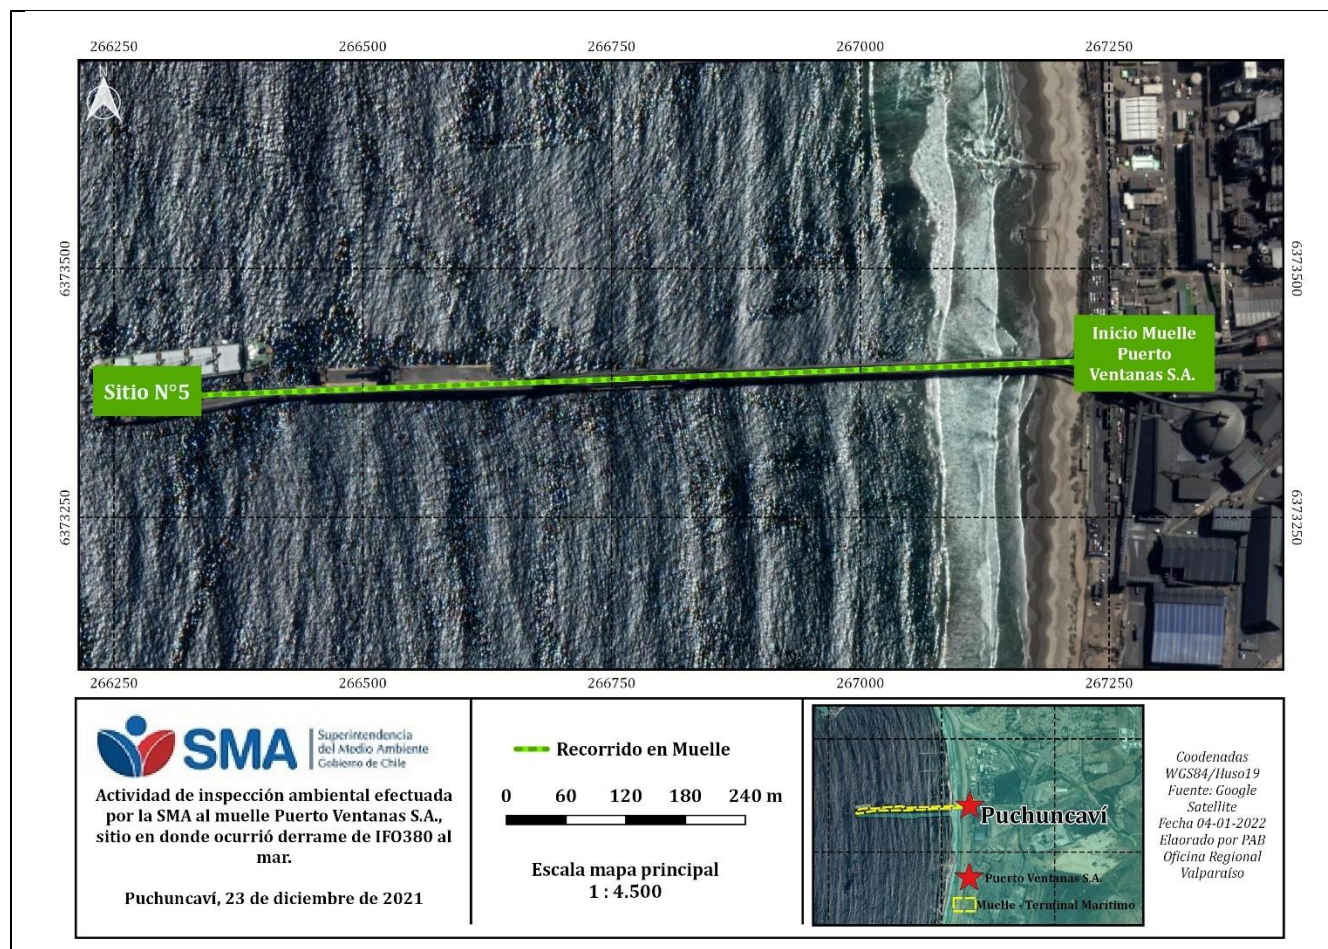 266250 266500 266750 267000 267250
N
6373500 6373500
Inicio Muelle
Puerto
Ventanas S.A.
Sitio N°5
6373250 6373250
266250 266500 266750 267000 267250
SMA
Superintendencia
del Medio Ambiente
Gobierno de Chile
Actividad de inspección ambiental efectuada
por la SMA al muelle Puerto Ventanas S.A.,
sitio en donde ocurrió derrame de IFO380 al
mar.
Puchuncaví, 23 de diciembre de 2021
Recorrido en Muelle
0 60 120 180 240 m
Escala mapa principal
1 : 4.500
Puchuncaví
Puerto Ventanas S.A.
Muelle - Terminal Marítimo
Coodenadas
WGS84/Huso19
Fuente: Google
Satellite
Fecha 04-01-2022
Elaorado por PAB
Oficina Regional
Valparaíso